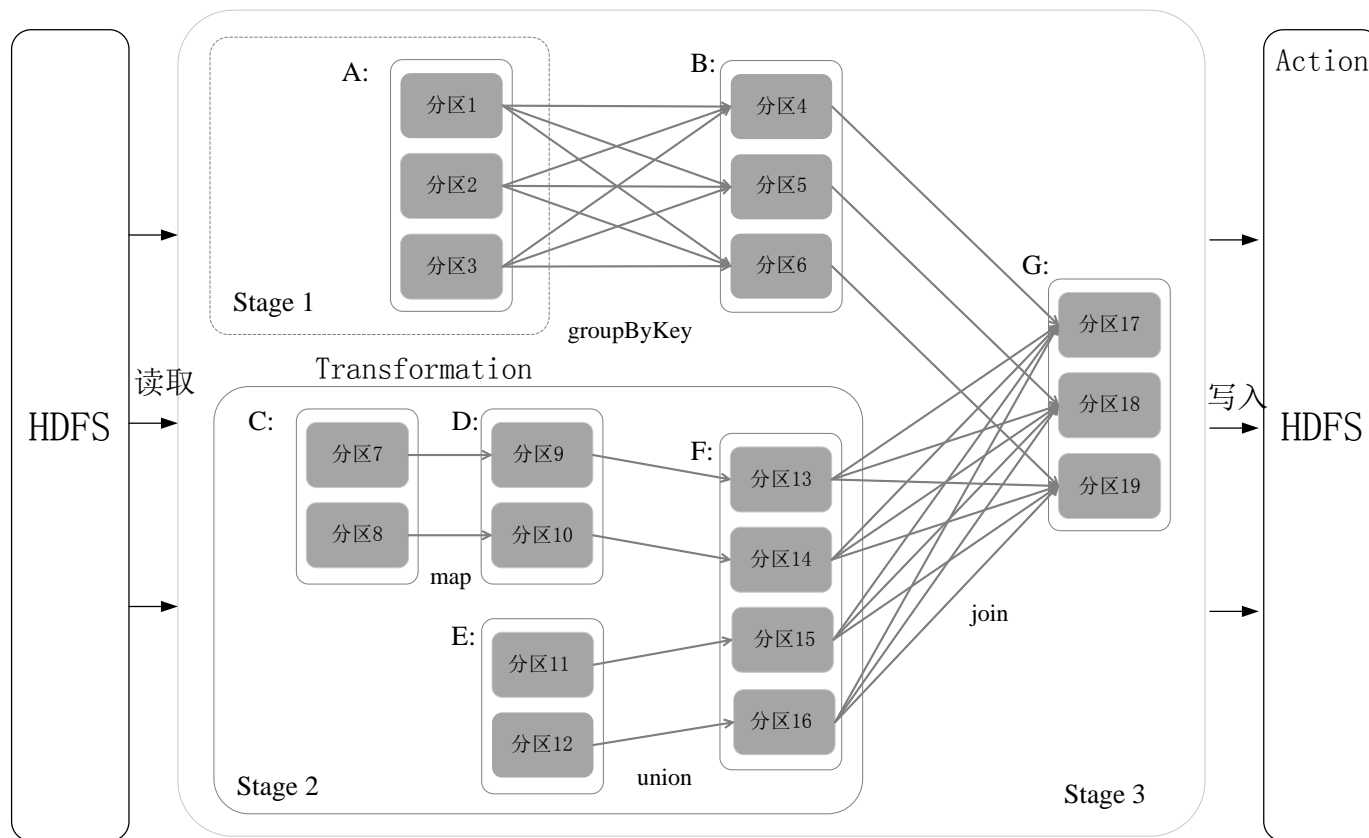 HDFS
读取
A:
分区1
分区2
分区3
Stage 1
groupByKey
B:
分区4
分区5
分区6
Transformation
C:
分区7
分区8
map
D:
分区9
分区10
E:
分区11
分区12
union
F:
分区13
分区14
分区15
分区16
Stage 2
join
G:
分区17
分区18
分区19
Stage 3
写入
Action
HDFS